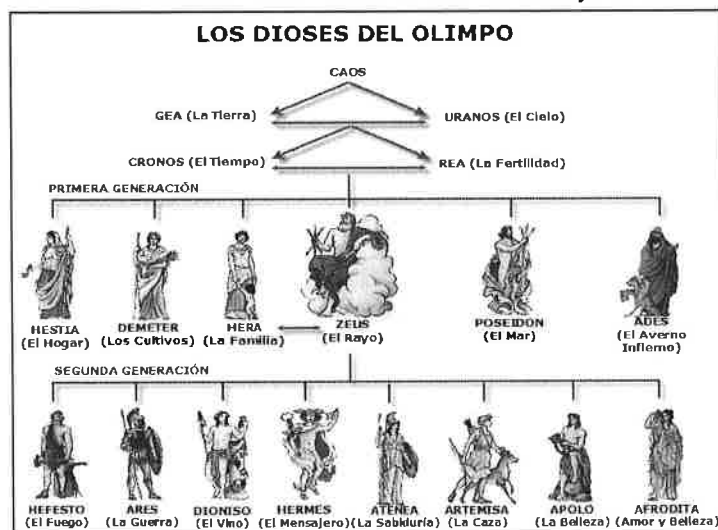 LOS DIOSES DEL OLIMPO
CAOS
GEA (La Tierra)
URANOS (El Cielo)
CRONOS (El Tiempo)
REA (La Fertilidad)
PRIMERA GENERACIÓN
HESTIA
(El Hogar)
DEMETER
(Los Cultivos)
HERA
(La Familia)
ZEUS
(El Rayo)
POSEIDON
(El Mar)
ADES
(El Averno
Infierno)
SEGUNDA GENERACIÓN
HEFESTO
(El Fuego)
ARES
(La Guerra)
DIONISO
(El Vino)
HERMES
(El Mensajero)
ATENEA
(La Sabiduría)
ARTEMISA
(La Caza)
APOLO
(La Belleza)
AFRODITA
(Amor y Belleza)